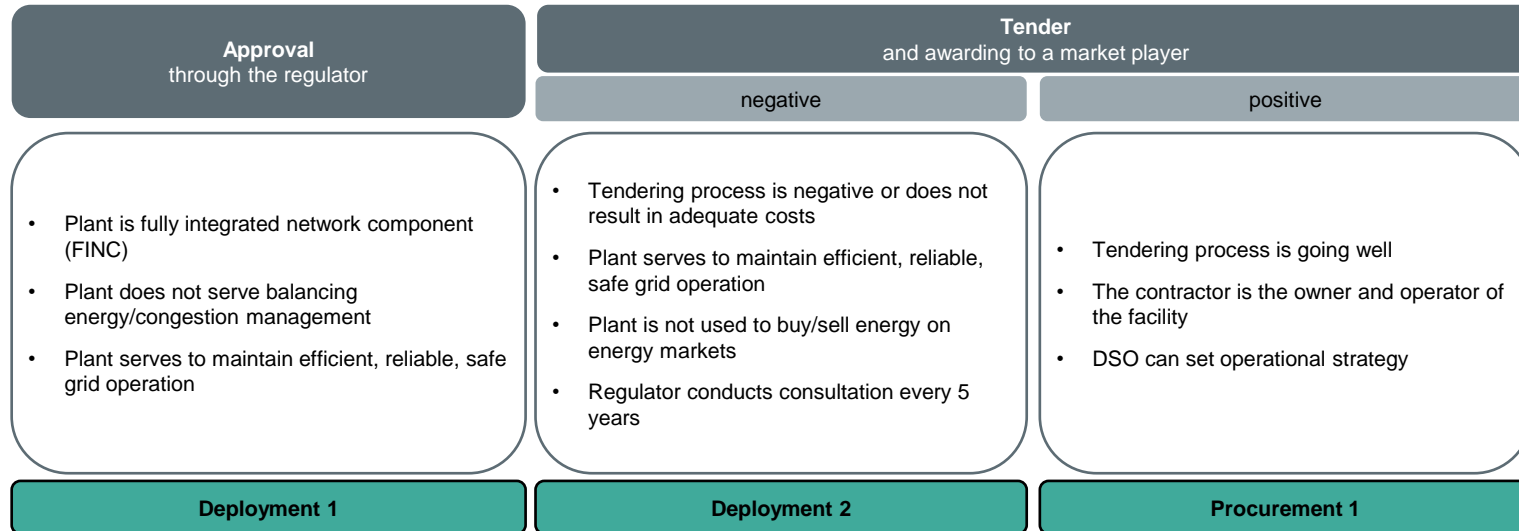 Approval
through the regulator
Tender
and awarding to a market player
negative
positive
• Plant is fully integrated network component
(FINC)
• Plant does not serve balancing
energy/congestion management
• Plant serves to maintain efficient, reliable, safe
grid operation
• Tendering process is negative or does not
result in adequate costs
• Plant serves to maintain efficient, reliable,
safe grid operation
• Plant is not used to buy/sell energy on
energy markets
• Regulator conducts consultation every 5
years
• Tendering process is going well
• The contractor is the owner and operator of
the facility
• DSO can set operational strategy
Deployment 1
Deployment 2
Procurement 1